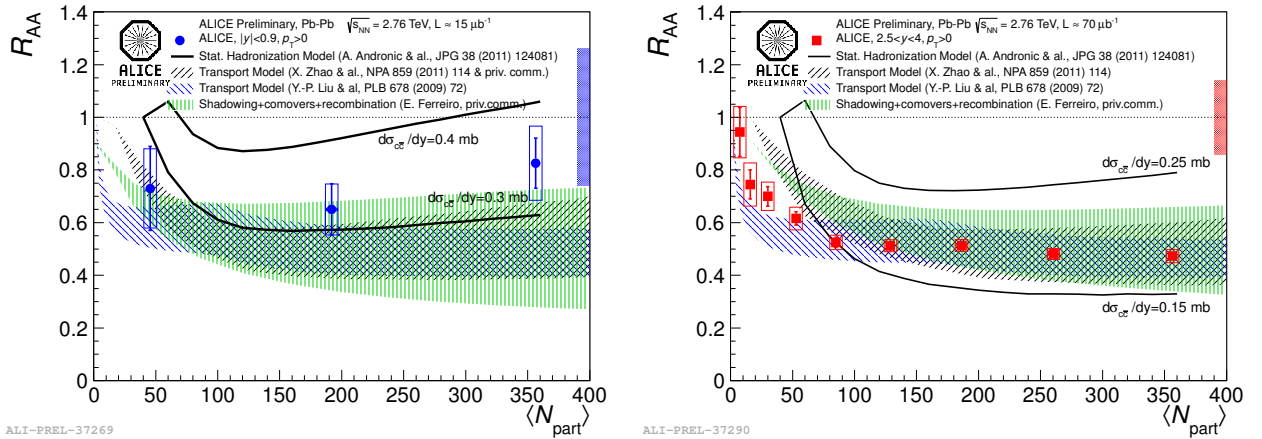 R_AA
ALICE Preliminary, Pb-Pb √s_NN = 2.76 TeV, L ≈ 15 μb⁻¹
ALICE, |y|<0.9, p_T>0
Stat. Hadronization Model (A. Andronic & al., JPG 38 (2011) 124081)
Transport Model (X. Zhao & al., NPA 859 (2011) 114 & priv. comm.)
Transport Model (Y.-P. Liu & al, PLB 678 (2009) 72)
Shadowing+comovers+recombination (E. Ferreiro, priv.comm.)
ALICE
PRELIMINARY
dσ_cc̅/dy=0.4 mb
dσ_cc̅/dy=0.3 mb
1.4
1.2
1
0.8
0.6
0.4
0.2
0
0 50 100 150 200 250 300 350 400
⟨N_part⟩
ALI-PREL-37269
R_AA
ALICE Preliminary, Pb-Pb √s_NN = 2.76 TeV, L ≈ 70 μb⁻¹
ALICE, 2.5<y<4, p_T>0
Stat. Hadronization Model (A. Andronic & al., JPG 38 (2011) 124081)
Transport Model (X. Zhao & al., NPA 859 (2011) 114)
Transport Model (Y.-P. Liu & al, PLB 678 (2009) 72)
Shadowing+comovers+recombination (E. Ferreiro, priv.comm.)
ALICE
PRELIMINARY
dσ_cc̅/dy=0.25 mb
dσ_cc̅/dy=0.15 mb
1.4
1.2
1
0.8
0.6
0.4
0.2
0
0 50 100 150 200 250 300 350 400
⟨N_part⟩
ALI-PREL-37290